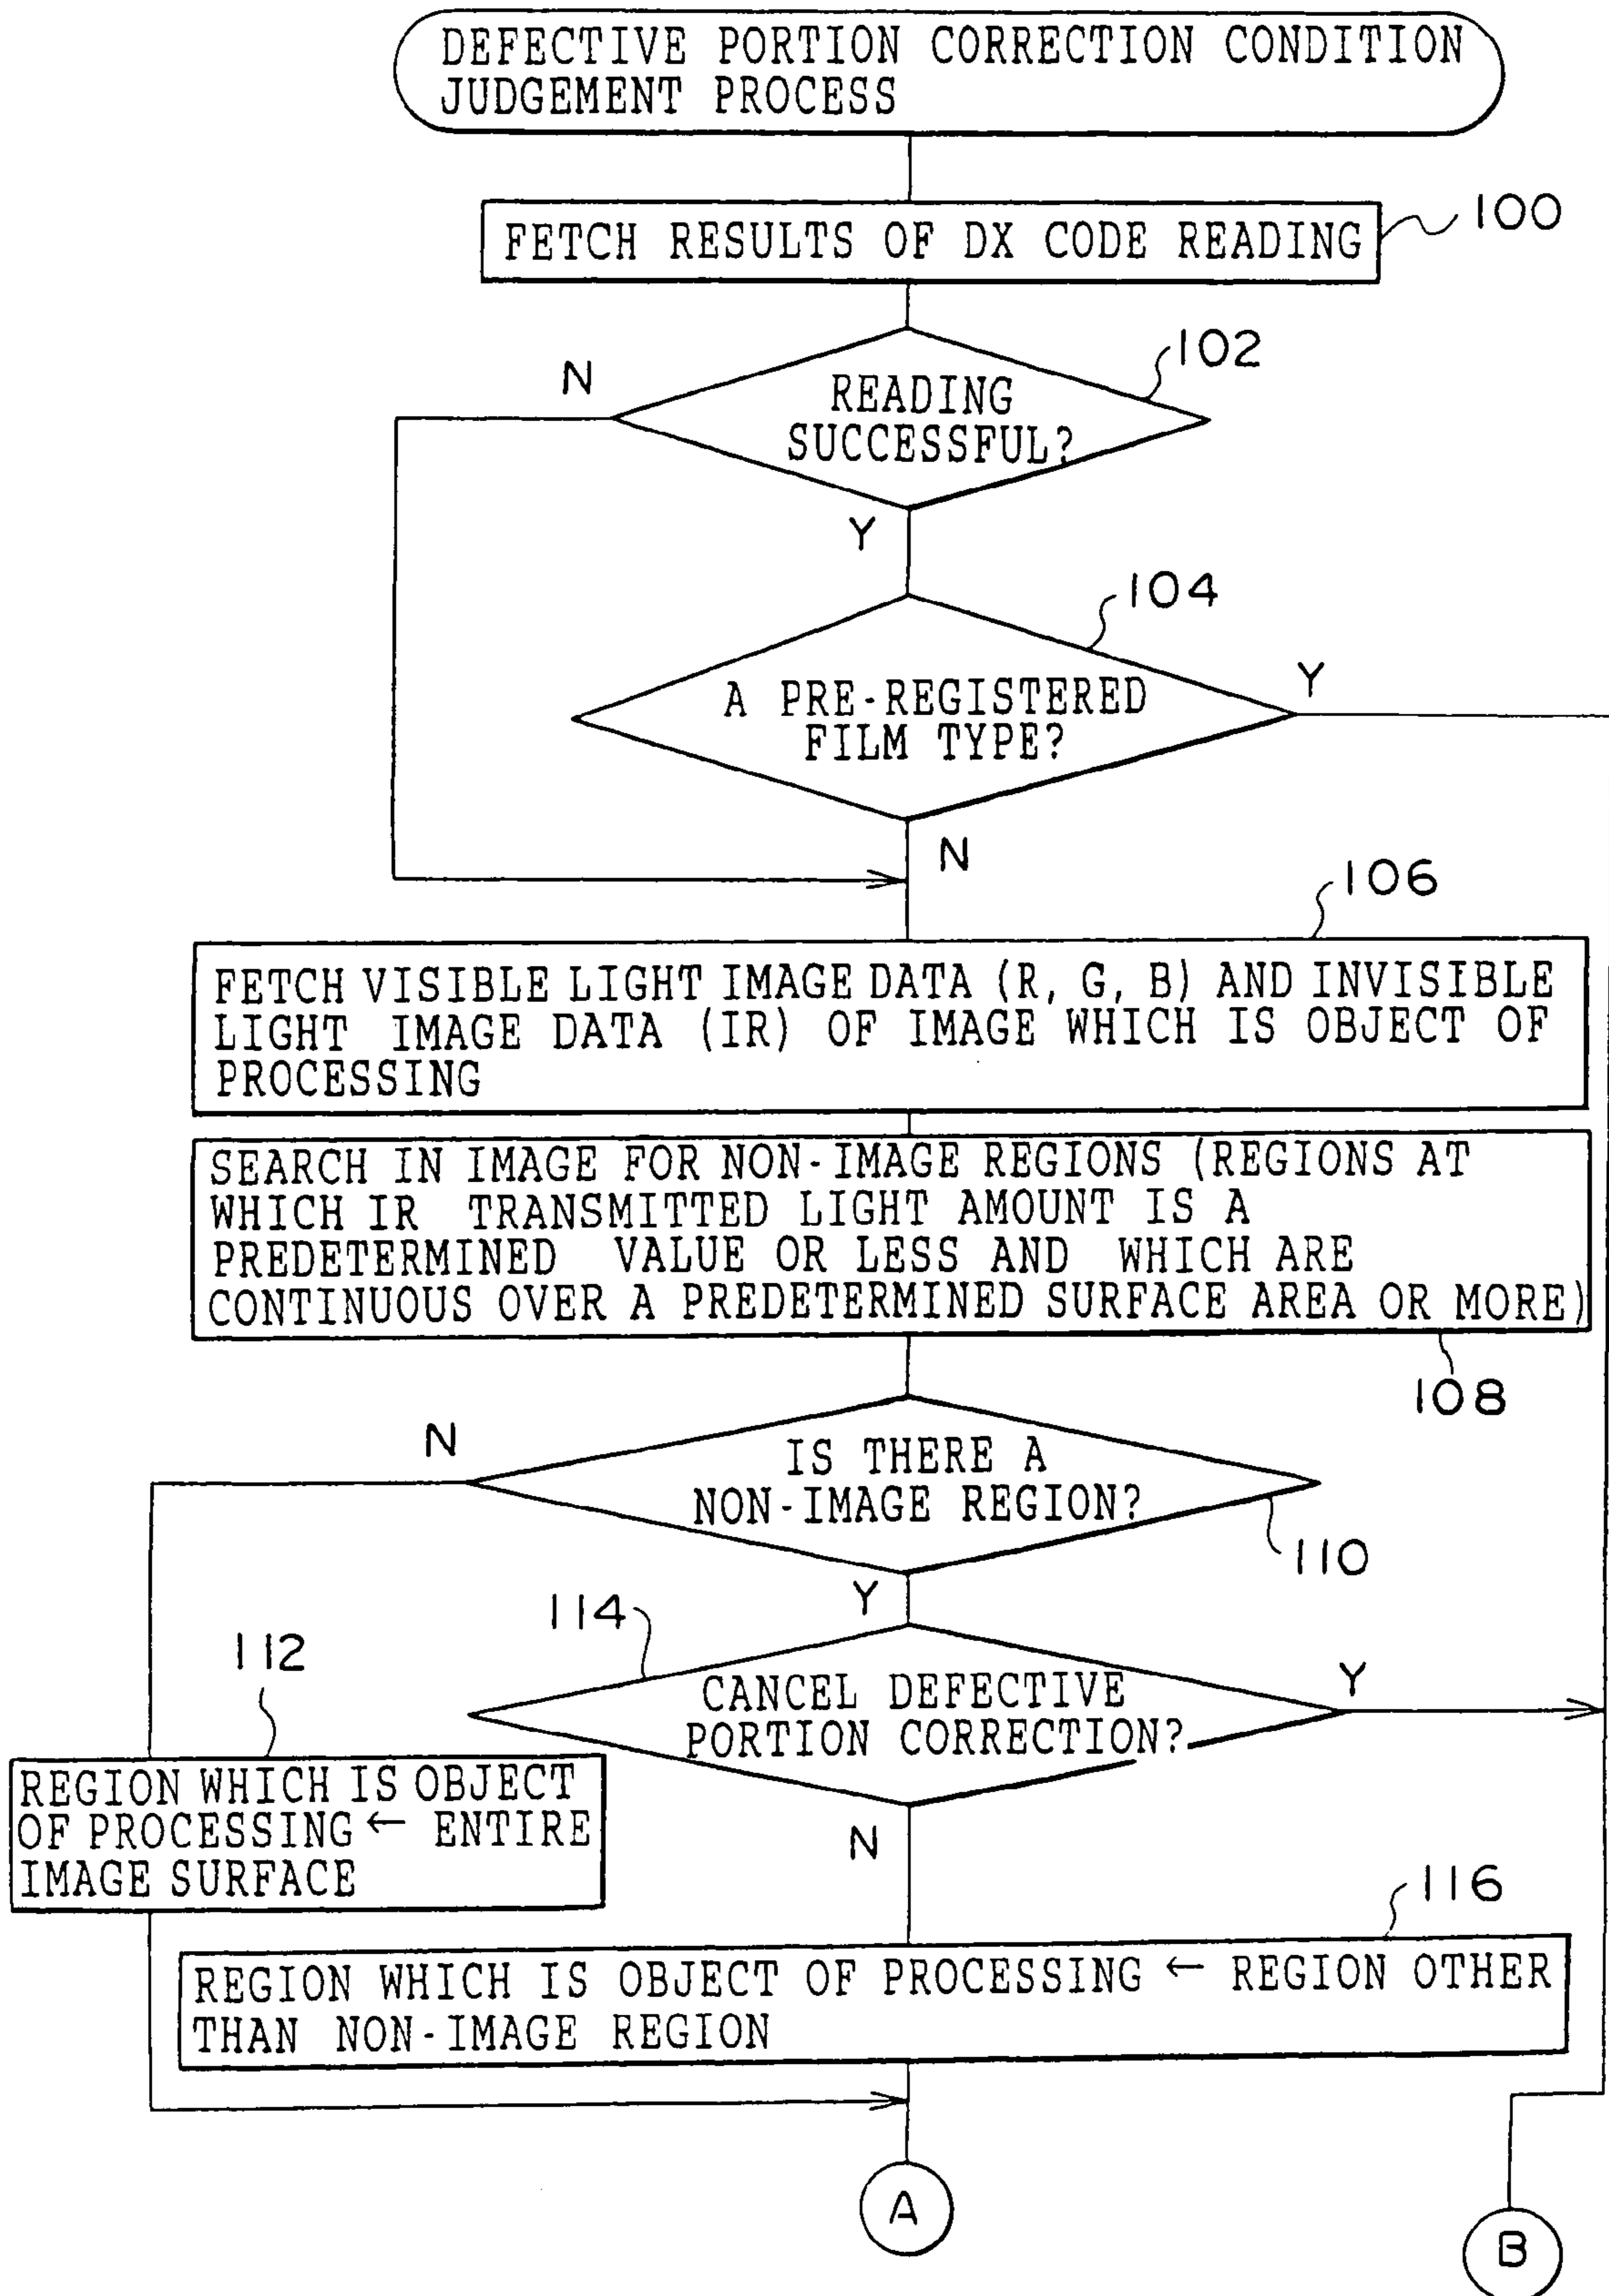 DEFECTIVE PORTION CORRECTION CONDITION
JUDGEMENT PROCESS
FETCH RESULTS OF DX CODE READING
100
102
N
READING
SUCCESSFUL?
Y
104
A PRE-REGISTERED
FILM TYPE?
Y
N
106
FETCH VISIBLE LIGHT IMAGE DATA (R, G, B) AND INVISIBLE
LIGHT IMAGE DATA (IR) OF IMAGE WHICH IS OBJECT OF
PROCESSING
SEARCH IN IMAGE FOR NON-IMAGE REGIONS (REGIONS AT
WHICH IR TRANSMITTED LIGHT AMOUNT IS A
PREDETERMINED VALUE OR LESS AND WHICH ARE
CONTINUOUS OVER A PREDETERMINED SURFACE AREA OR MORE)
108
N
IS THERE A
NON-IMAGE REGION?
110
Y
114
112
CANCEL DEFECTIVE
PORTION CORRECTION?
Y
REGION WHICH IS OBJECT
OF PROCESSING ← ENTIRE
IMAGE SURFACE
N
116
REGION WHICH IS OBJECT OF PROCESSING ← REGION OTHER
THAN NON-IMAGE REGION
A
B